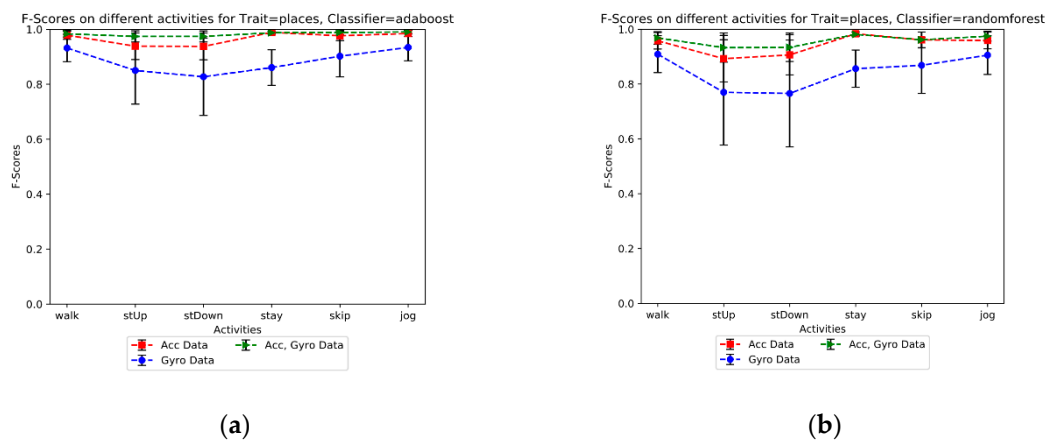 F-Scores on different activities for Trait=places, Classifier=adaboost
1.0
0.8
0.6
0.4
0.2
0.0
F-Scores
walk stUp stDown stay skip jog
Activities
Acc Data Acc, Gyro Data
Gyro Data
(a)
F-Scores on different activities for Trait=places, Classifier=randomforest
1.0
0.8
0.6
0.4
0.2
0.0
F-Scores
walk stUp stDown stay skip jog
Activities
Acc Data Acc, Gyro Data
Gyro Data
(b)